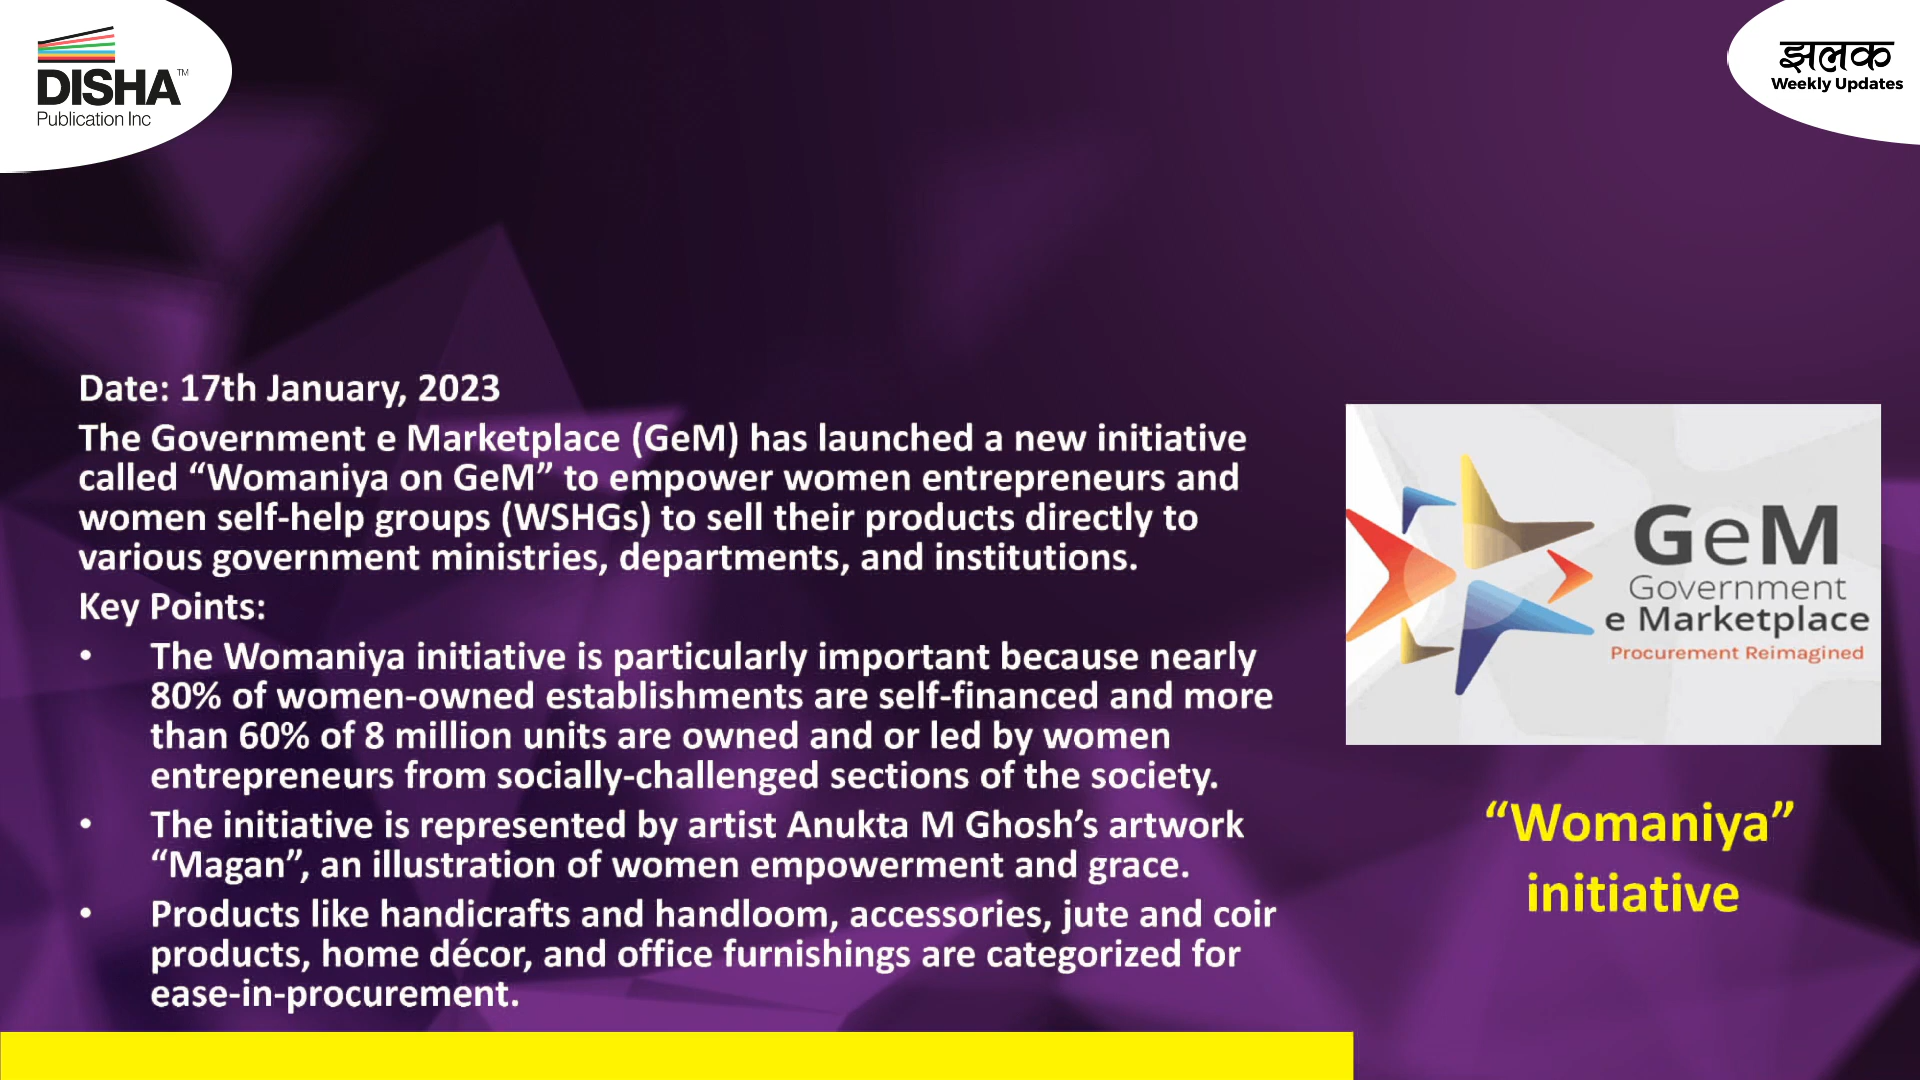 DISHA™
Publication Inc
झलक
Weekly Updates
Date: 17th January, 2023
The Government e Marketplace (GeM) has launched a new initiative
called “Womaniya on GeM” to empower women entrepreneurs and
women self-help groups (WSHGs) to sell their products directly to
various government ministries, departments, and institutions.
Key Points:
• The Womaniya initiative is particularly important because nearly
80% of women-owned establishments are self-financed and more
than 60% of 8 million units are owned and or led by women
entrepreneurs from socially-challenged sections of the society.
• The initiative is represented by artist Anukta M Ghosh’s artwork
“Magan”, an illustration of women empowerment and grace.
• Products like handicrafts and handloom, accessories, jute and coir
products, home décor, and office furnishings are categorized for
ease-in-procurement.
GeM
Government
e Marketplace
Procurement Reimagined
“Womaniya”
initiative